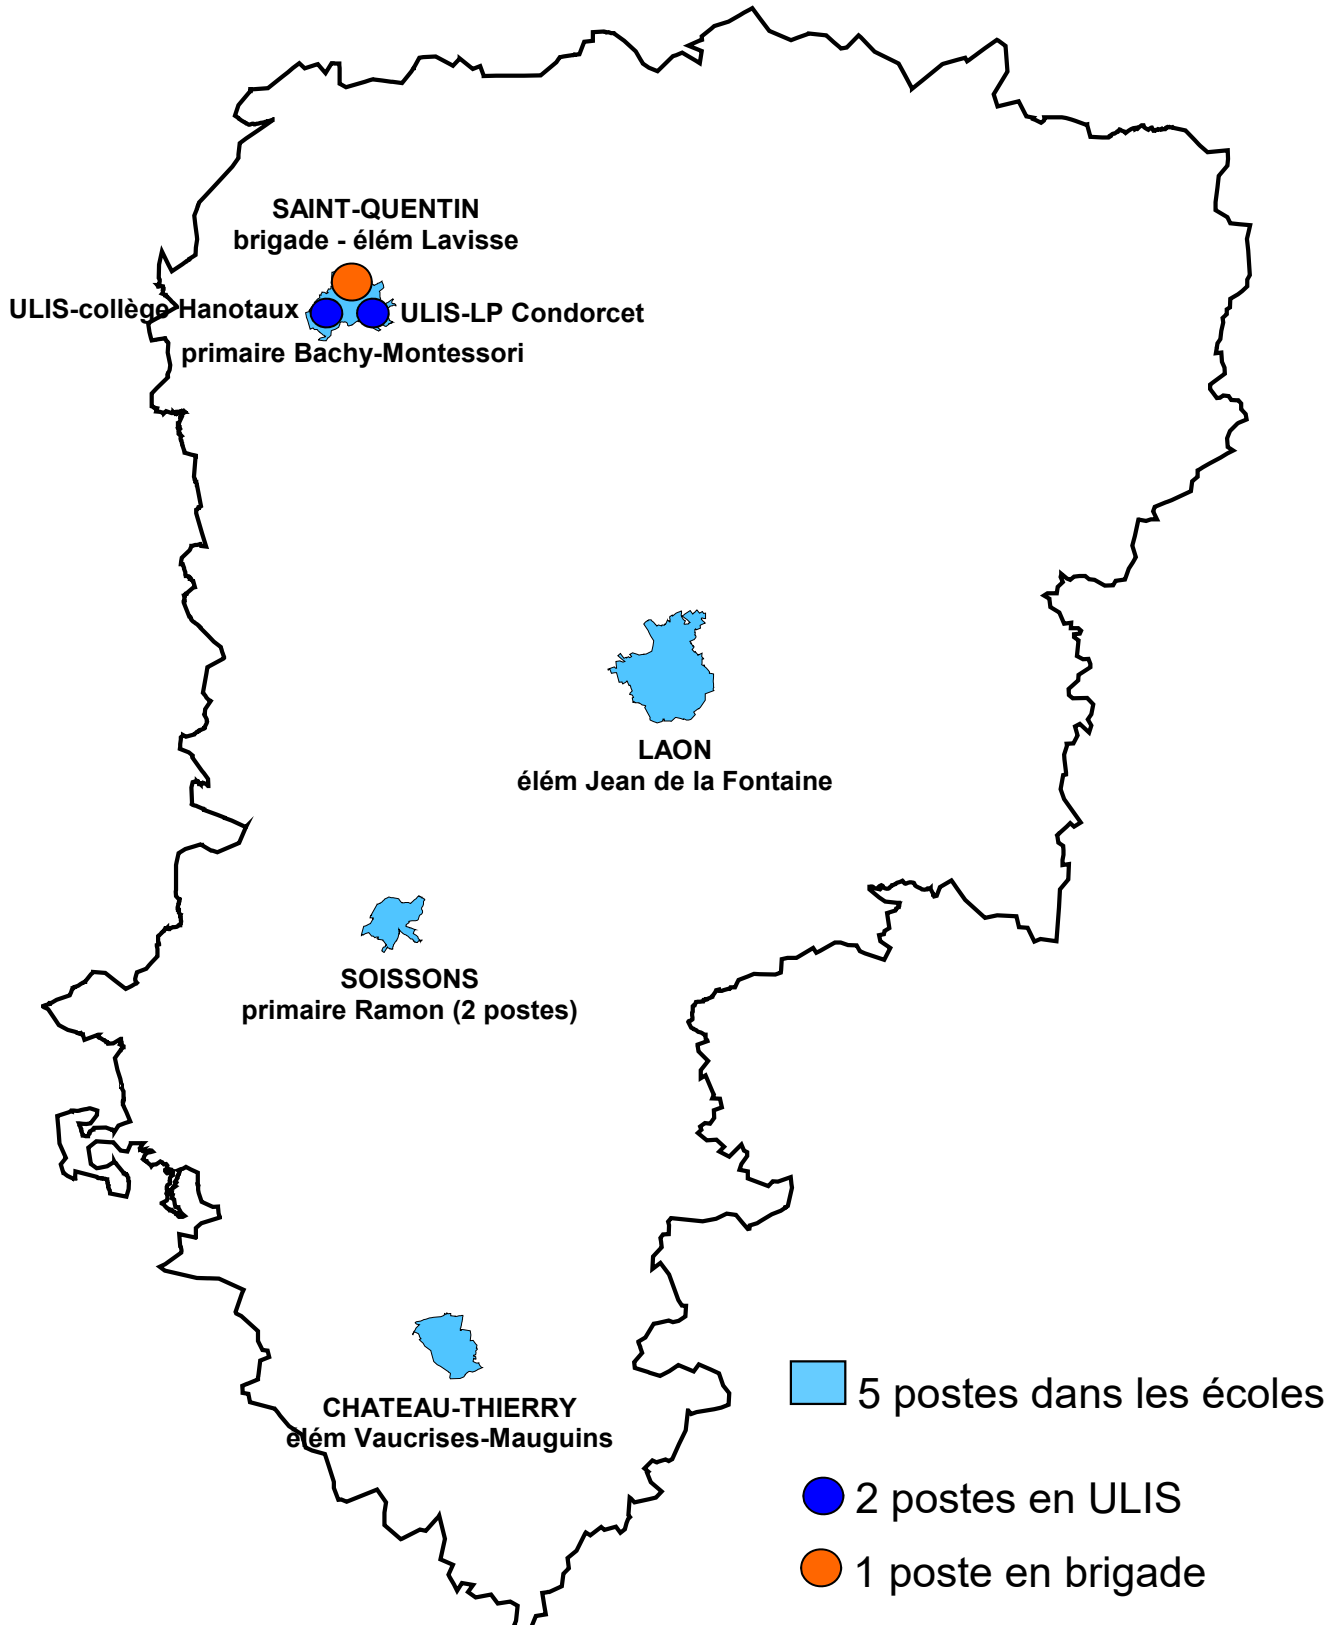 SAINT-QUENTIN
brigade - élém Lavisse
ULIS-collège Hanotaux
ULIS-LP Condorcet
primaire Bachy-Montessori
LAON
élém Jean de la Fontaine
SOISSONS
primaire Ramon (2 postes)
CHATEAU-THIERRY
élém Vaucrises-Mauguins
5 postes dans les écoles
2 postes en ULIS
1 poste en brigade